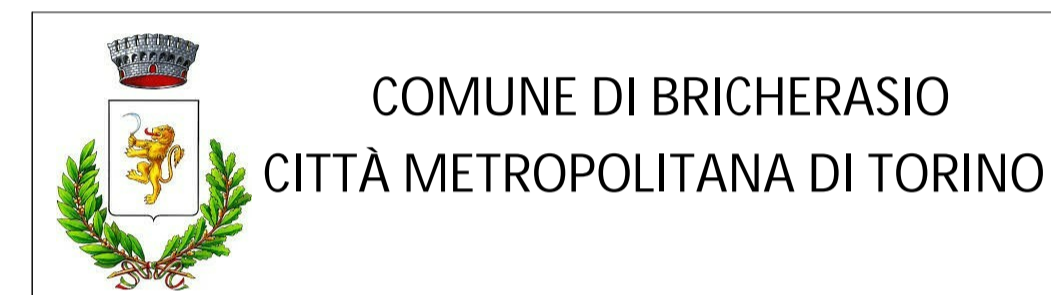 COMUNE DI BRICHERASIO
CITTÀ METROPOLITANA DI TORINO